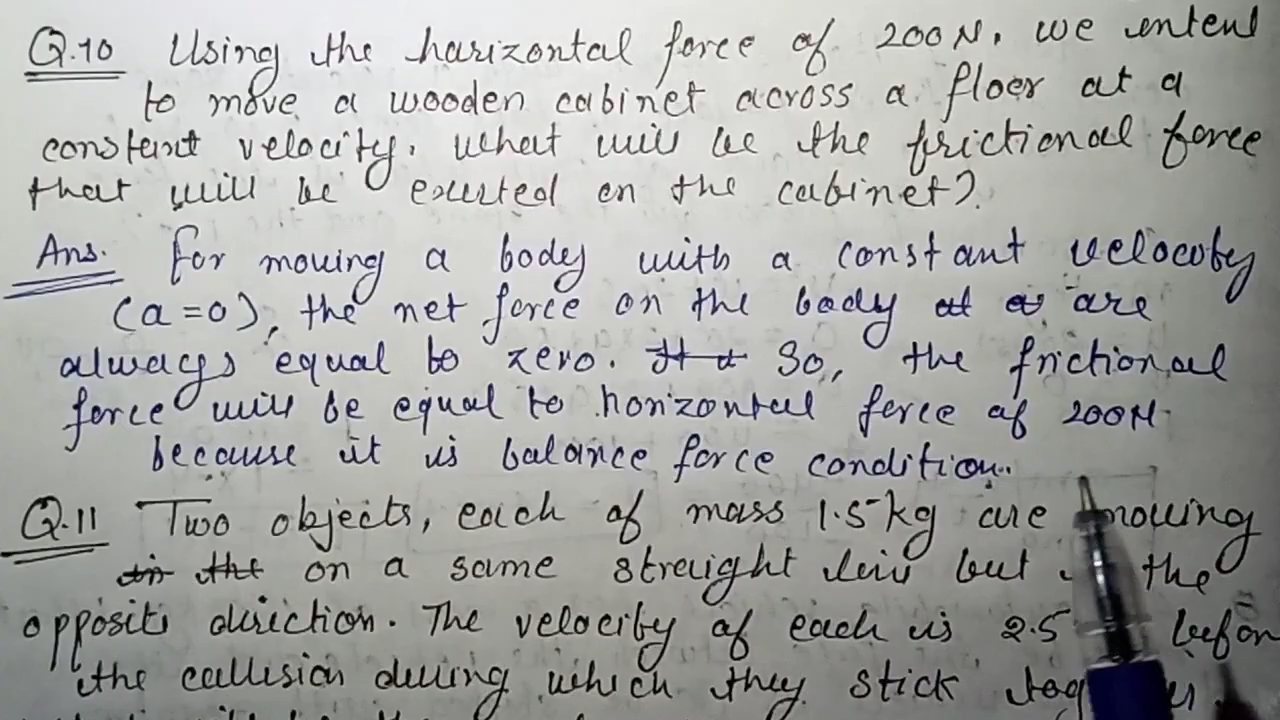 Q.10 Using the harizontal force of 200N, we entend
to move a wooden cabinet across a floor at a
constant velocity. What will be the frictional force
that will be exerted on the cabinet?
Ans. For moving a body with a constant velocoby
(a=0), the net force on the body are
always equal to zero. So, the frictional
force will be equal to horizontal force of 200N
because it is balance force condition.
Q.11 Two objects, each of mass 1.5kg are moving
on a same straight line but the
opposite direction. The velocity of each is 2.5 before
the collision during which they stick